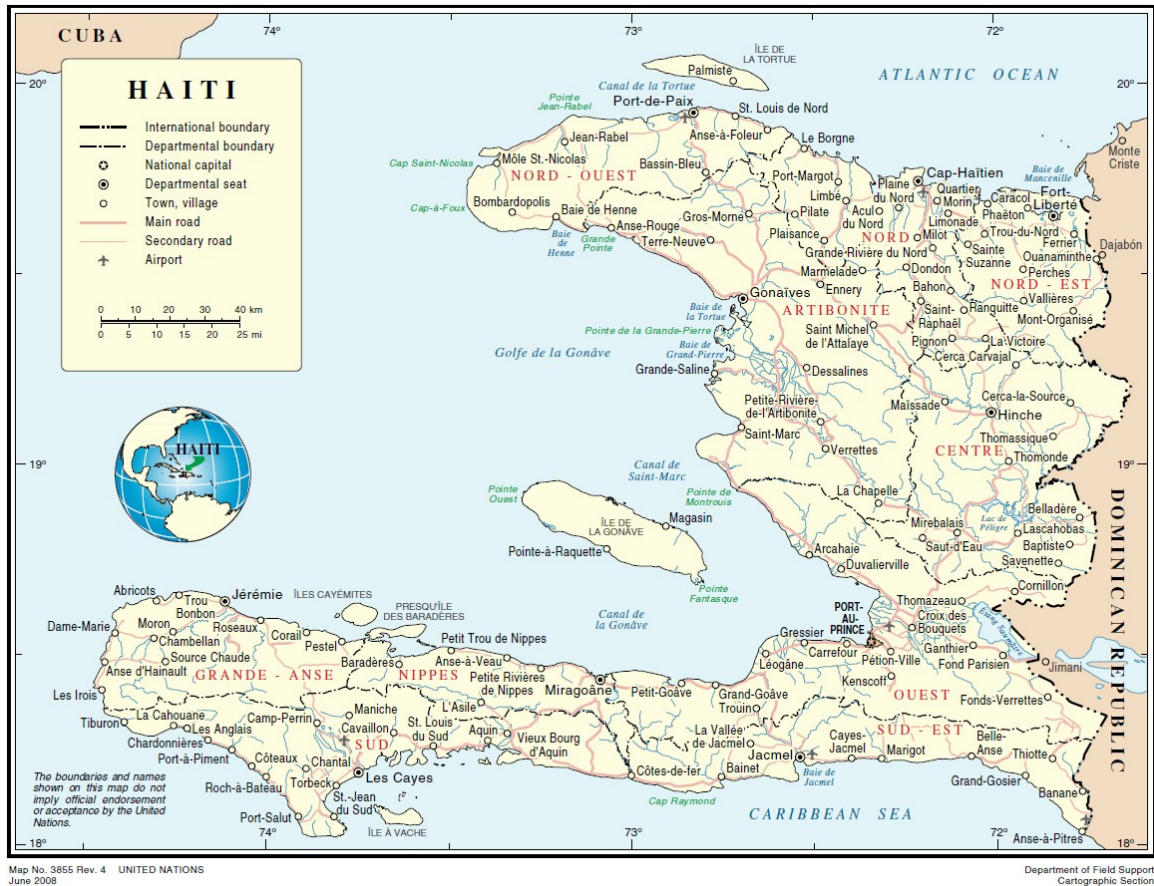 CUBA
74°
73°
72°
20°
20°
HAITI
International boundary
Departmental boundary
National capital
Departmental seat
Town, village
Main road
Secondary road
Airport
0 10 20 30 40 km
0 5 10 15 20 25 mi
ÎLE DE
LA TORTUE
Palmiste
ATLANTIC OCEAN
Canal de la Tortue
Pointe
Jean-Rabel
Port-de-Paix
St. Louis de Nord
Jean-Rabel
Anse-à-Foleur
Le Borgne
Monte
Criste
Cap Saint-Nicolas
Môle St.-Nicolas
Bassin-Bleu
NORD - OUEST
Port-Margot
Cap-Haïtien
Baie de
Mancenille
Plaine
du Nord
Quartier
Morin
Caracol
Fort-
Liberté
Limbé
Cap-à-Foux
Bombardopolis
Baie de Henne
Gros-Morne
Pilate
Acul
du Nord
Limonade
Phaëton
Baie
de
Henne
Grande
Pointe
Anse-Rouge
Terre-Neuve
Plaisance
NORD
Milot
Trou-du-Nord
Ferrier
Dajabón
Grande-Rivière du Nord
Sainte
Suzanne
Ouanaminthe
Marmelade
Dondon
Perches
NORD - EST
Gonaïves
Ennery
Bahon
Vallières
Baie de
la Tortue
ARTIBONITE
Saint-
Raphaël
Ranquitte
Mont-Organisé
Pointe de la Grande-Pierre
Saint Michel
de l'Attalaye
Baie de
Grand-Pierre
Pignon
La Victoire
Golfe de la Gonâve
Cerca Carvajal
Grande-Saline
Dessalines
Petite-Rivière-
de-l'Artibonite
Maïssade
Cerca-la-Source
Hinche
Saint-Marc
Thomassique
HAITI
Verrettes
CENTRE
Thomonde
19°
19°
Canal de
Saint-Marc
Pointe
Ouest
Pointe de
Montrouis
La Chapelle
ÎLE DE
LA GONÂVE
Magasin
Mirebalais
Lac de
Péligre
Belladère
Lascahobas
Pointe-à-Raquette
Saut-d'Eau
Baptiste
Arcahaie
Savenette
Duvalierville
Pointe
Fantasque
Cornillon
DOMINICAN REPUBLIC
Abricots
Trou
Bonbon
Jérémie
ÎLES CAYÉMITES
PRESQU'ÎLE
DES BARADÈRES
Canal de
la Gonâve
PORT-
AU-
PRINCE
Thomazeau
Croix des
Bouquets
Etang Saumâtre
Dame-Marie
Moron
Roseaux
Corail
Chambellan
Pestel
Petit Trou de Nippes
Gressier
Carrefour
Ganthier
Source Chaude
Anse d'Hainault
Baradères
Anse-à-Veau
Léogâne
Pétion-Ville
Fond Parisien
Jimani
GRANDE - ANSE
NIPPES
Petite Rivières
de Nippes
Miragoâne
Petit-Goâve
Grand-Goâve
Kenscoff
OUEST
Les Irois
L'Asile
Trouin
Fonds-Verrettes
Tiburon
La Cahouane
Les Anglais
Camp-Perrin
Maniche
Cavaillon
St. Louis
du Sud
Aquin
Vieux Bourg
d'Aquin
La Vallée
de Jacmel
Cayes-
Jacmel
SUD - EST
Belle-
Anse
Chardonnières
Port-à-Piment
SUD
Jacmel
Marigot
Thiotte
Côteaux
Chantal
Les Cayes
Côtes-de-fer
Bainet
Baie de
Jacmel
Grand-Gosier
Roch-à-Bateau
Torbeck
Cap Raymond
Banane
St.-Jean
du Sud
Port-Salut
ÎLE À VACHE
CARIBBEAN SEA
Anse-à-Pitres
The boundaries and names
shown on this map do not
imply official endorsement
or acceptance by the United
Nations.
18°
74°
73°
72°
18°
Map No. 3855 Rev. 4 UNITED NATIONS
June 2008
Department of Field Support
Cartographic Section